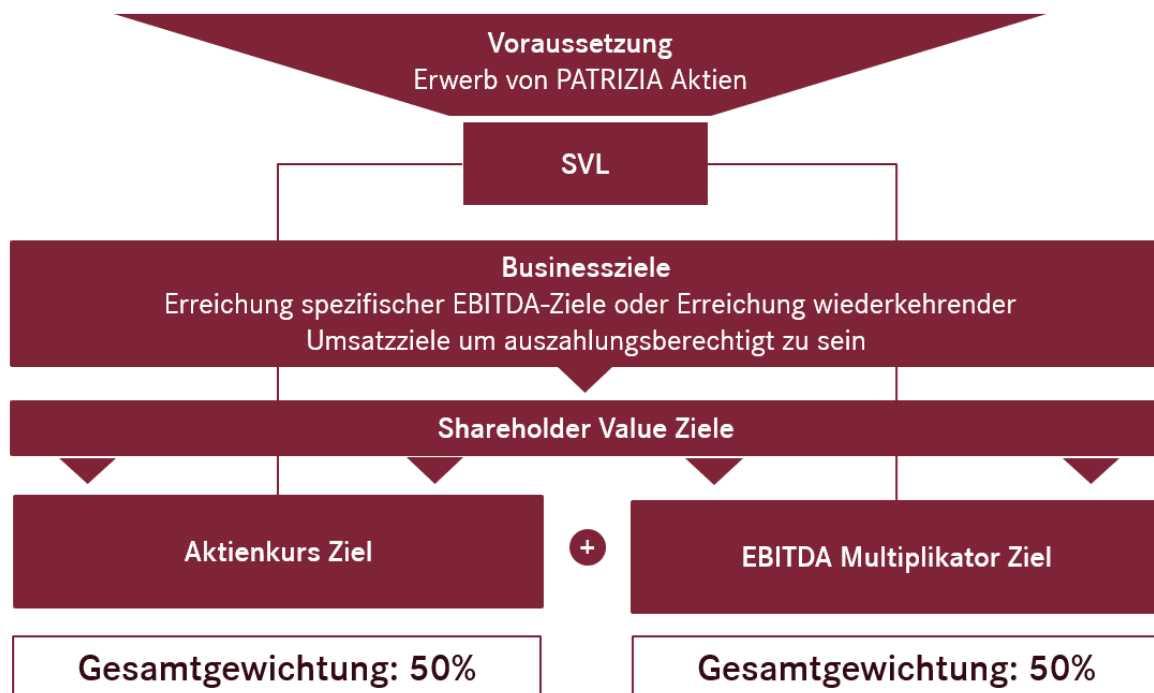 Voraussetzung
Erwerb von PATRIZIA Aktien
SVL
Businessziele
Erreichung spezifischer EBITDA-Ziele oder Erreichung wiederkehrender
Umsatzziele um auszahlungsberechtigt zu sein
Shareholder Value Ziele
Aktienkurs Ziel
+
EBITDA Multiplikator Ziel
Gesamtgewichtung: 50%
Gesamtgewichtung: 50%